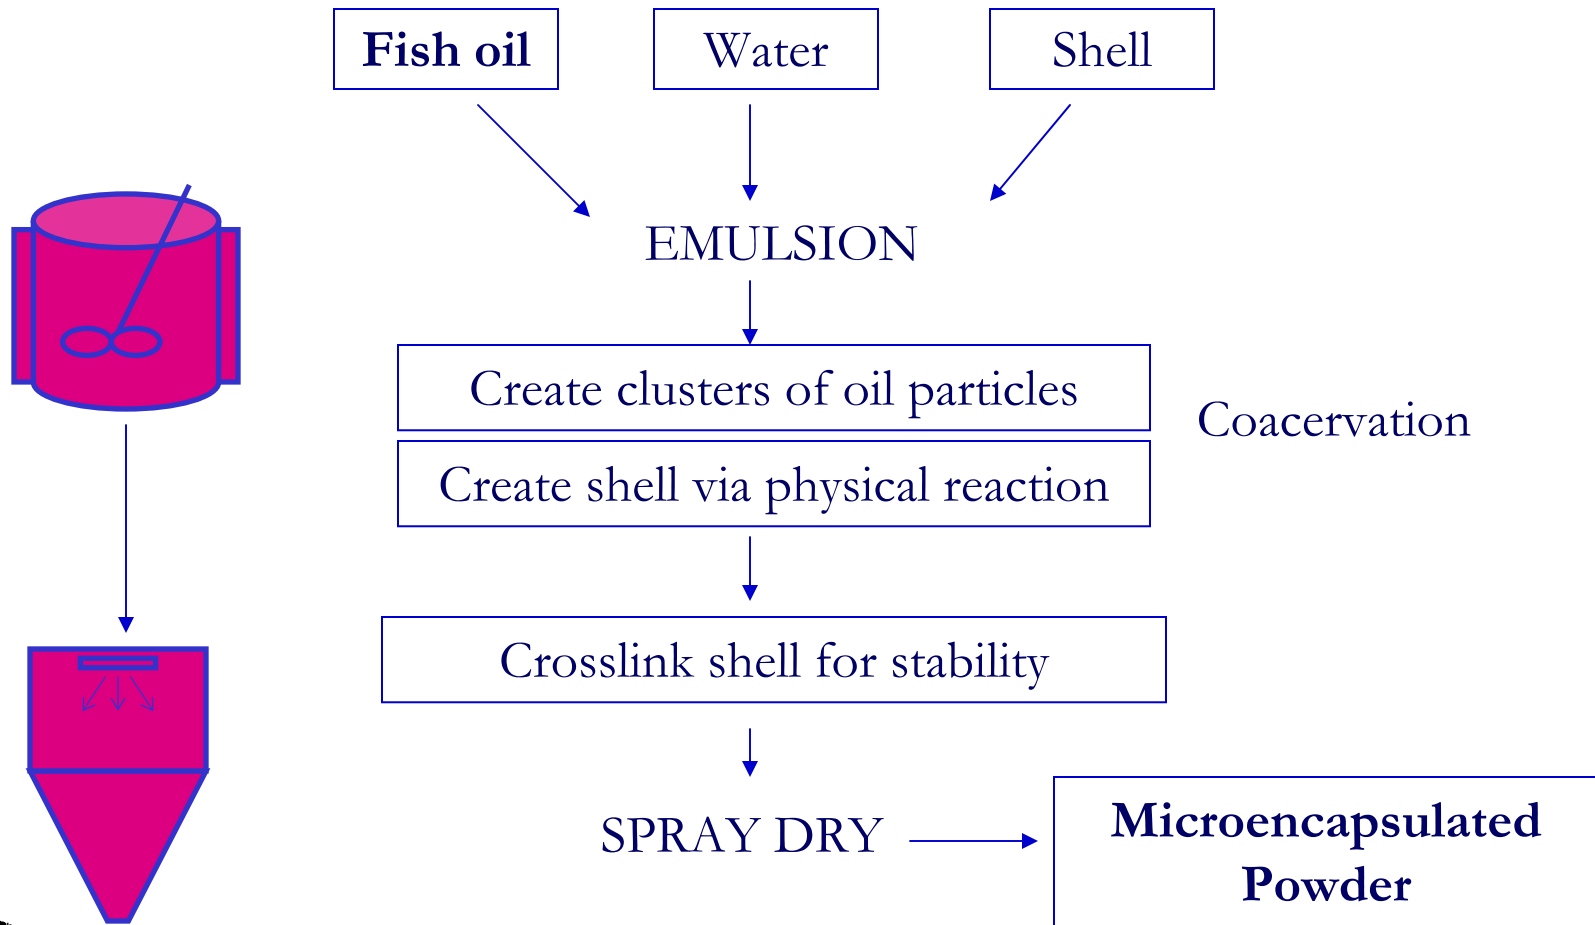 Fish oil
Water
Shell
EMULSION
Create clusters of oil particles
Coacervation
Create shell via physical reaction
Crosslink shell for stability
SPRAY DRY
Microencapsulated
Powder